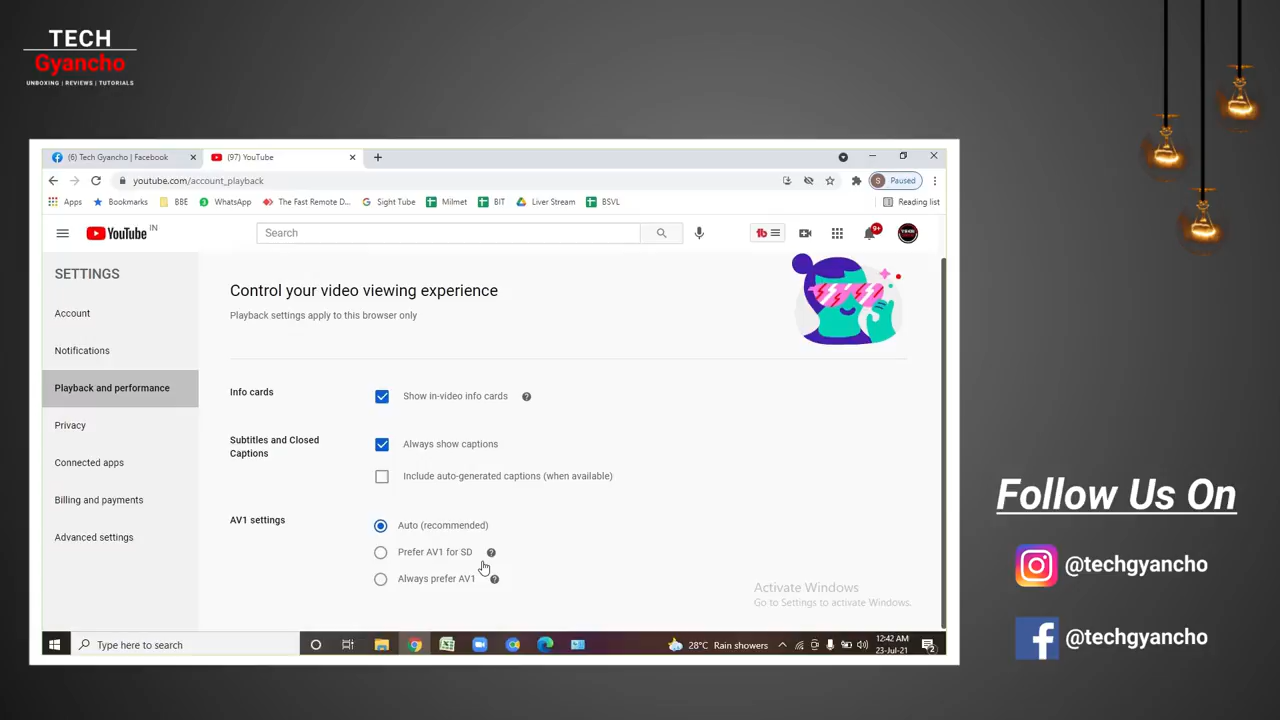 TECH
Gyancho
UNBOXING | REVIEWS | TUTORIALS
(6) Tech Gyancho | Facebook
(97) YouTube
youtube.com/account_playback
S Paused
Apps
Bookmarks
BBE
WhatsApp
The Fast Remote D...
Sight Tube
Milmet
BIT
Live Stream
BSVL
Reading list
YouTube IN
Search
9+
SETTINGS
Account
Notifications
Playback and performance
Privacy
Connected apps
Billing and payments
Advanced settings
Control your video viewing experience
Playback settings apply to this browser only
Info cards
Show in-video info cards
Subtitles and Closed
Captions
Always show captions
Include auto-generated captions (when available)
AV1 settings
Auto (recommended)
Prefer AV1 for SD
Always prefer AV1
Activate Windows
Go to Settings to activate Windows.
Type here to search
28°C Rain showers
12:42 AM
23-Jul-21
2
Follow Us On
@techgyancho
@techgyancho